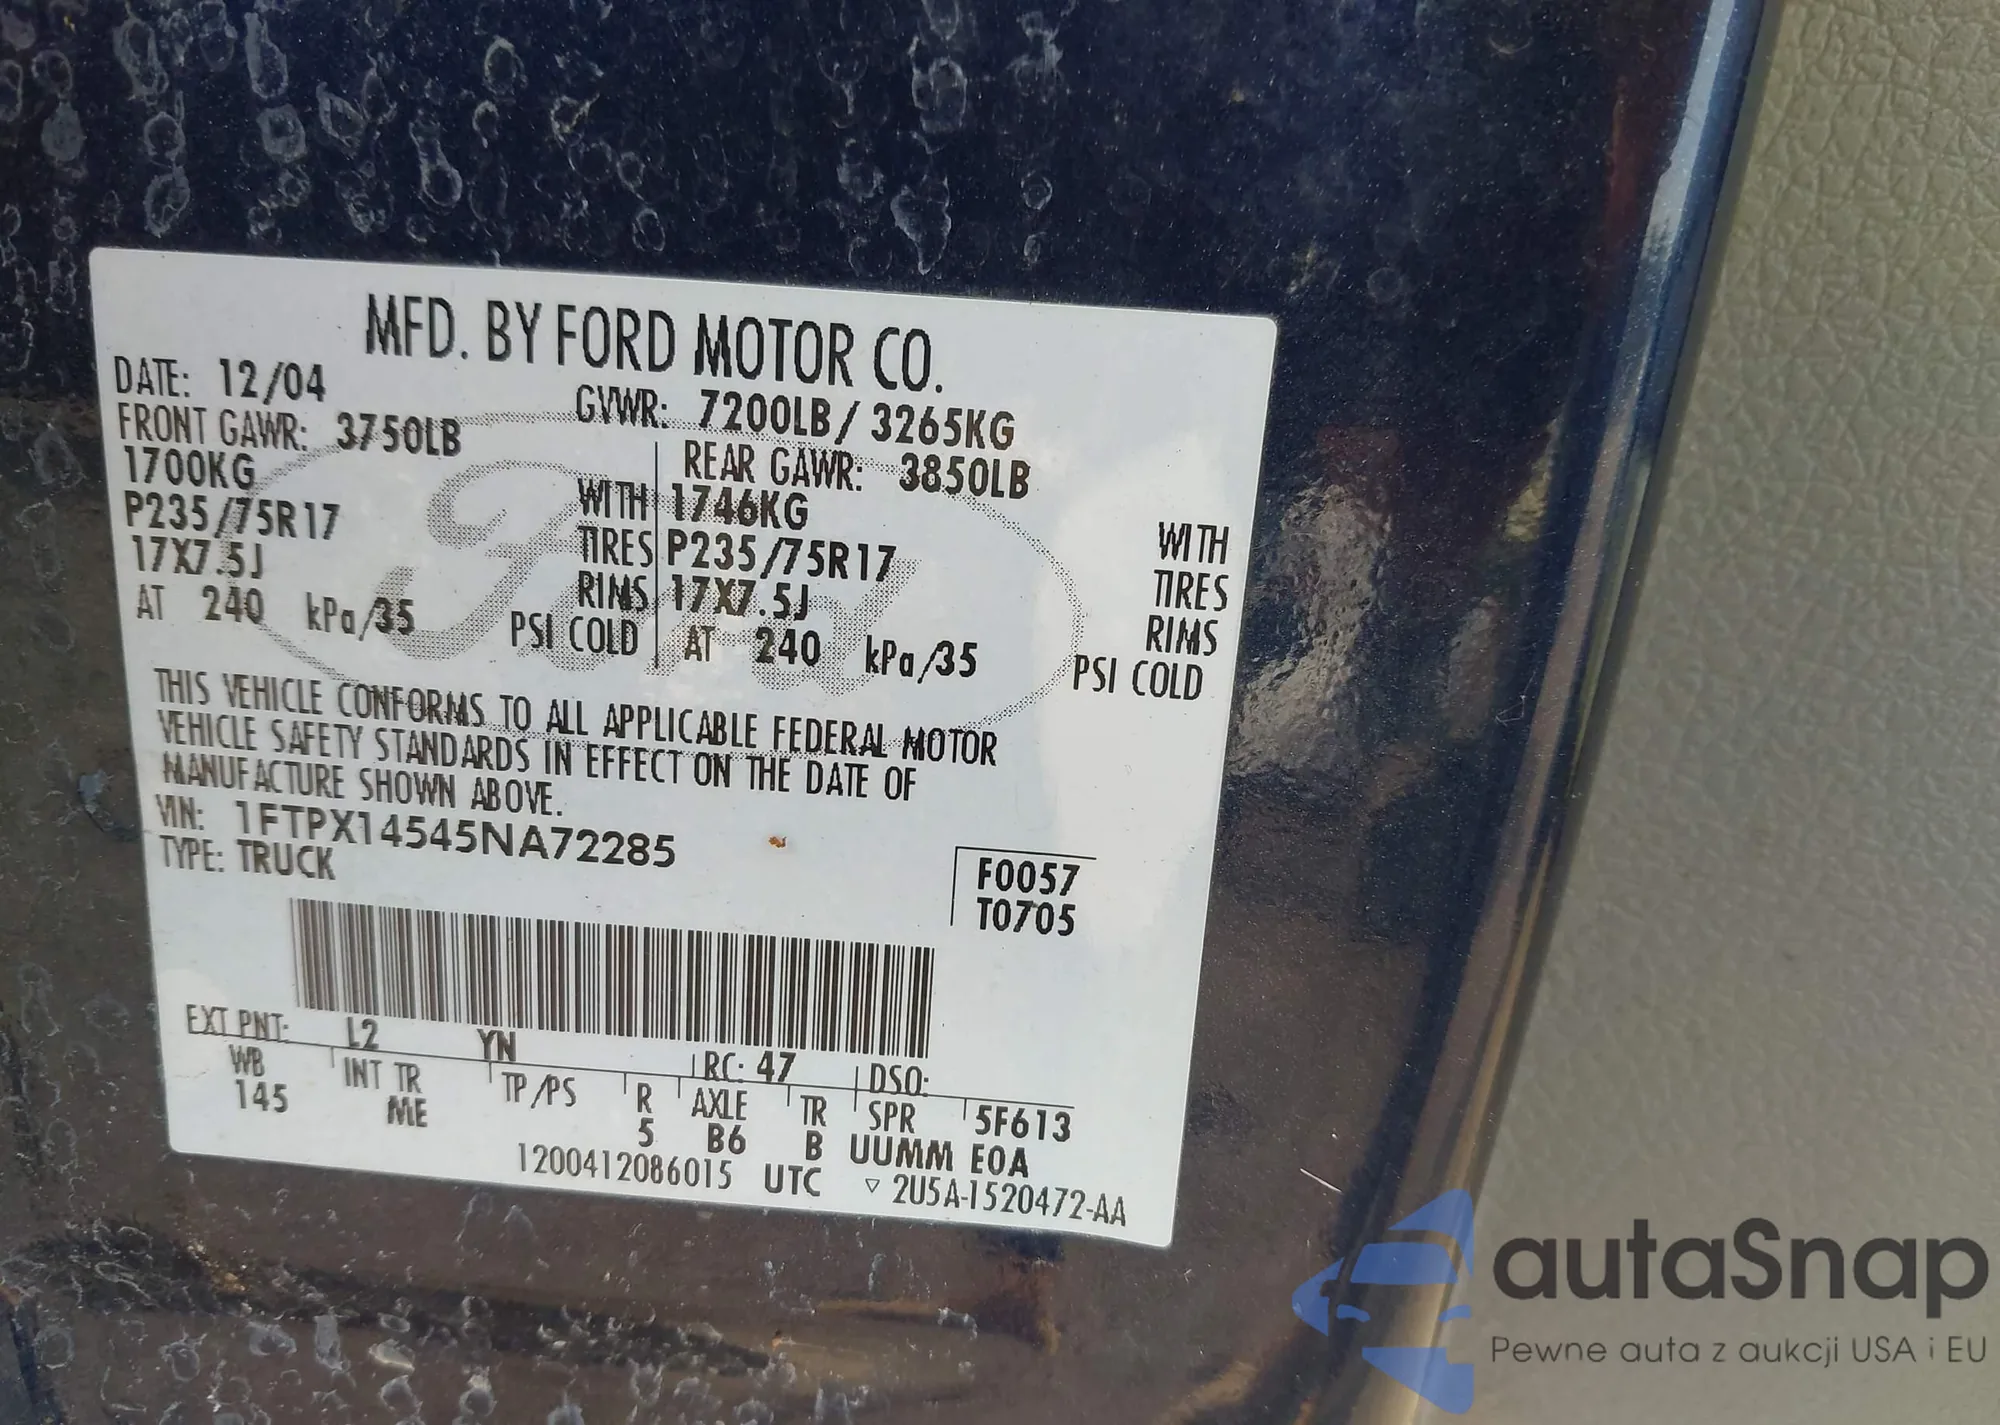 MFD. BY FORD MOTOR CO.
DATE: 12/04 GVWR: 7200LB/ 3265KG
FRONT GAWR: 3750LB REAR GAWR: 3850LB
1700KG WITH 1746KG WITH
P235/75R17 TIRES P235/75R17 TIRES
17X7.5J RIMS 17X7.5J RIMS
AT 240 kPa/35 PSI COLD AT 240 kPa/35 PSI COLD
THIS VEHICLE CONFORMS TO ALL APPLICABLE FEDERAL MOTOR
VEHICLE SAFETY STANDARDS IN EFFECT ON THE DATE OF
MANUFACTURE SHOWN ABOVE.
VIN: 1FTPX14545NA72285
TYPE: TRUCK
F0057
T0705
EXT PNT: L2 YN RC: 47 DSO:
WB INT TR TP/PS R AXLE TR SPR 5F613
145 ME 5 B6 B UUMM E0A
1200412086015 UTC ▽ 2U5A-1520472-AA
Ford
autaSnap
Pewne auta z aukcji USA i EU